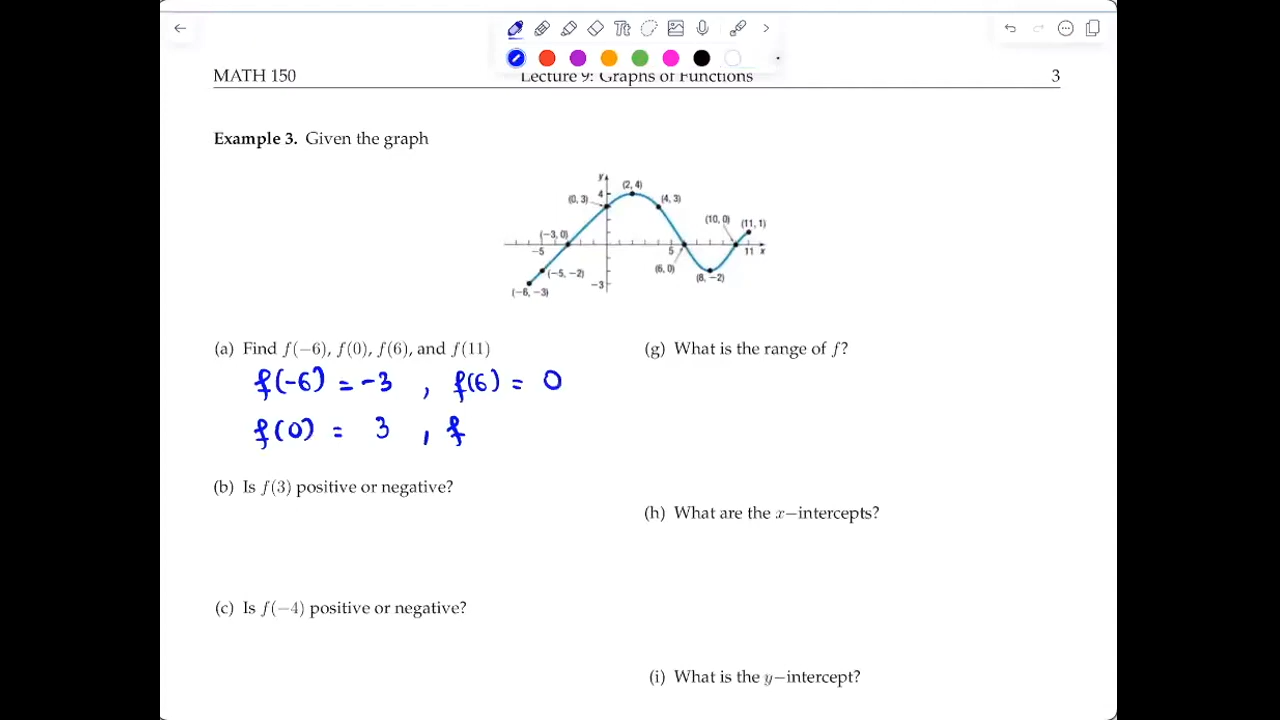 MATH 150
Lecture 9: Graphs of Functions
3
Example 3. Given the graph
y
4
(2, 4)
(0, 3)
(4, 3)
(10, 0)
(11, 1)
(−3, 0)
−5
5
11 x
(−5, −2)
(6, 0)
(8, −2)
−3
(−6, −3)
(a) Find f(−6), f(0), f(6), and f(11)
f(-6) = -3 , f(6) = 0
f(0) = 3 , f
(b) Is f(3) positive or negative?
(c) Is f(−4) positive or negative?
(g) What is the range of f?
(h) What are the x−intercepts?
(i) What is the y−intercept?